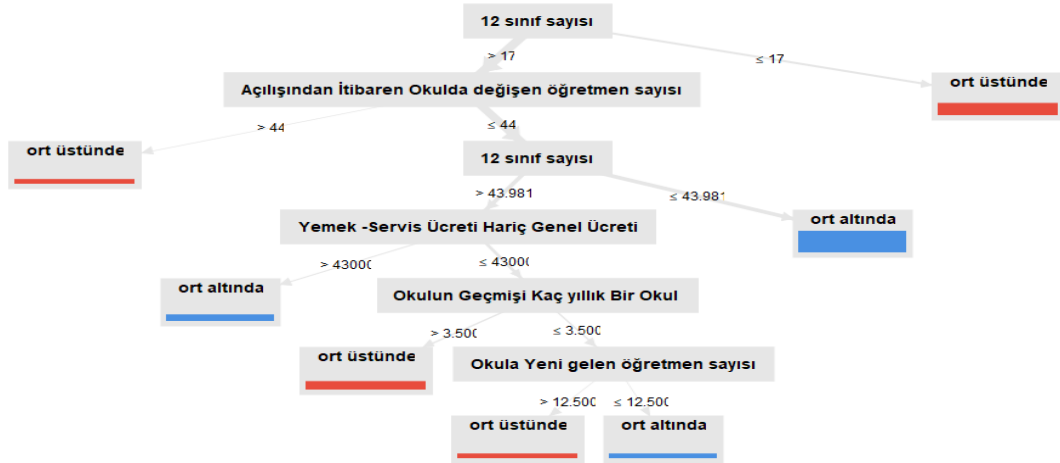 12 sınıf sayısı
> 17
≤ 17
Açılışından İtibaren Okulda değişen öğretmen sayısı
ort üstünde
> 44
≤ 44
ort üstünde
12 sınıf sayısı
> 43.981
≤ 43.981
Yemek -Servis Ücreti Hariç Genel Ücreti
ort altında
> 43000
≤ 43000
ort altında
Okulun Geçmişi Kaç yıllık Bir Okul
> 3.500
≤ 3.500
ort üstünde
Okula Yeni gelen öğretmen sayısı
> 12.500
≤ 12.500
ort üstünde
ort altında